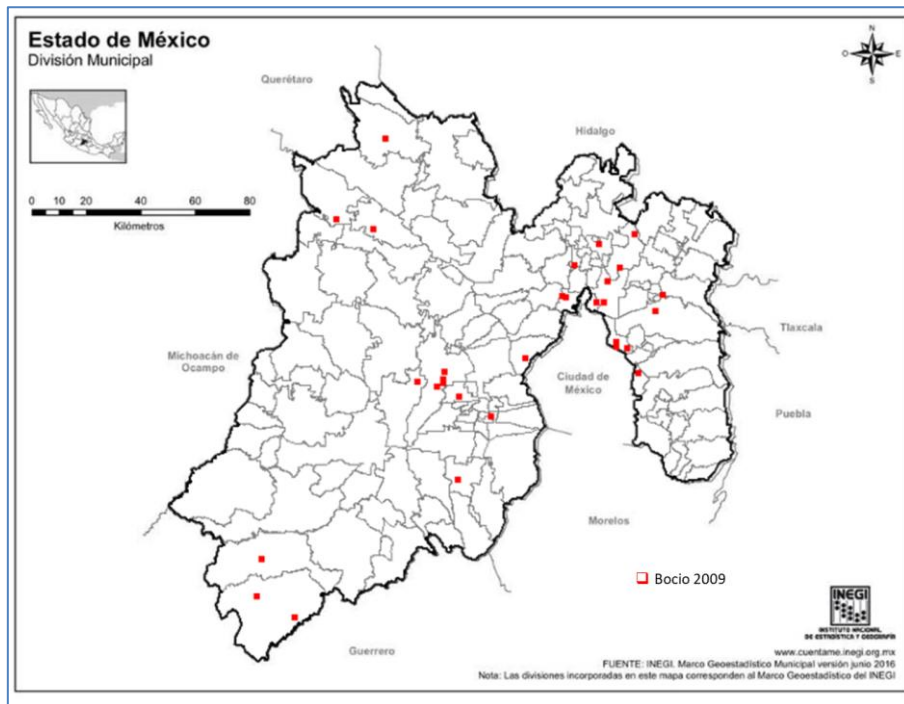 Estado de México
División Municipal
N
O
E
S
Querétaro
Hidalgo
0 20 40 60 80
Kilómetros
Tlaxcala
Michoacán de
Ocampo
Ciudad de
México
Puebla
Morelos
Bocio 2009
INEGI
INSTITUTO NACIONAL
DE ESTADÍSTICA Y GEOGRAFÍA
Guerrero
www.cuentame.inegi.org.mx
FUENTE: INEGI. Marco Geoestadístico Municipal versión junio 2016
Nota: Las divisiones incorporadas en este mapa corresponden al Marco Geoestadístico del INEGI